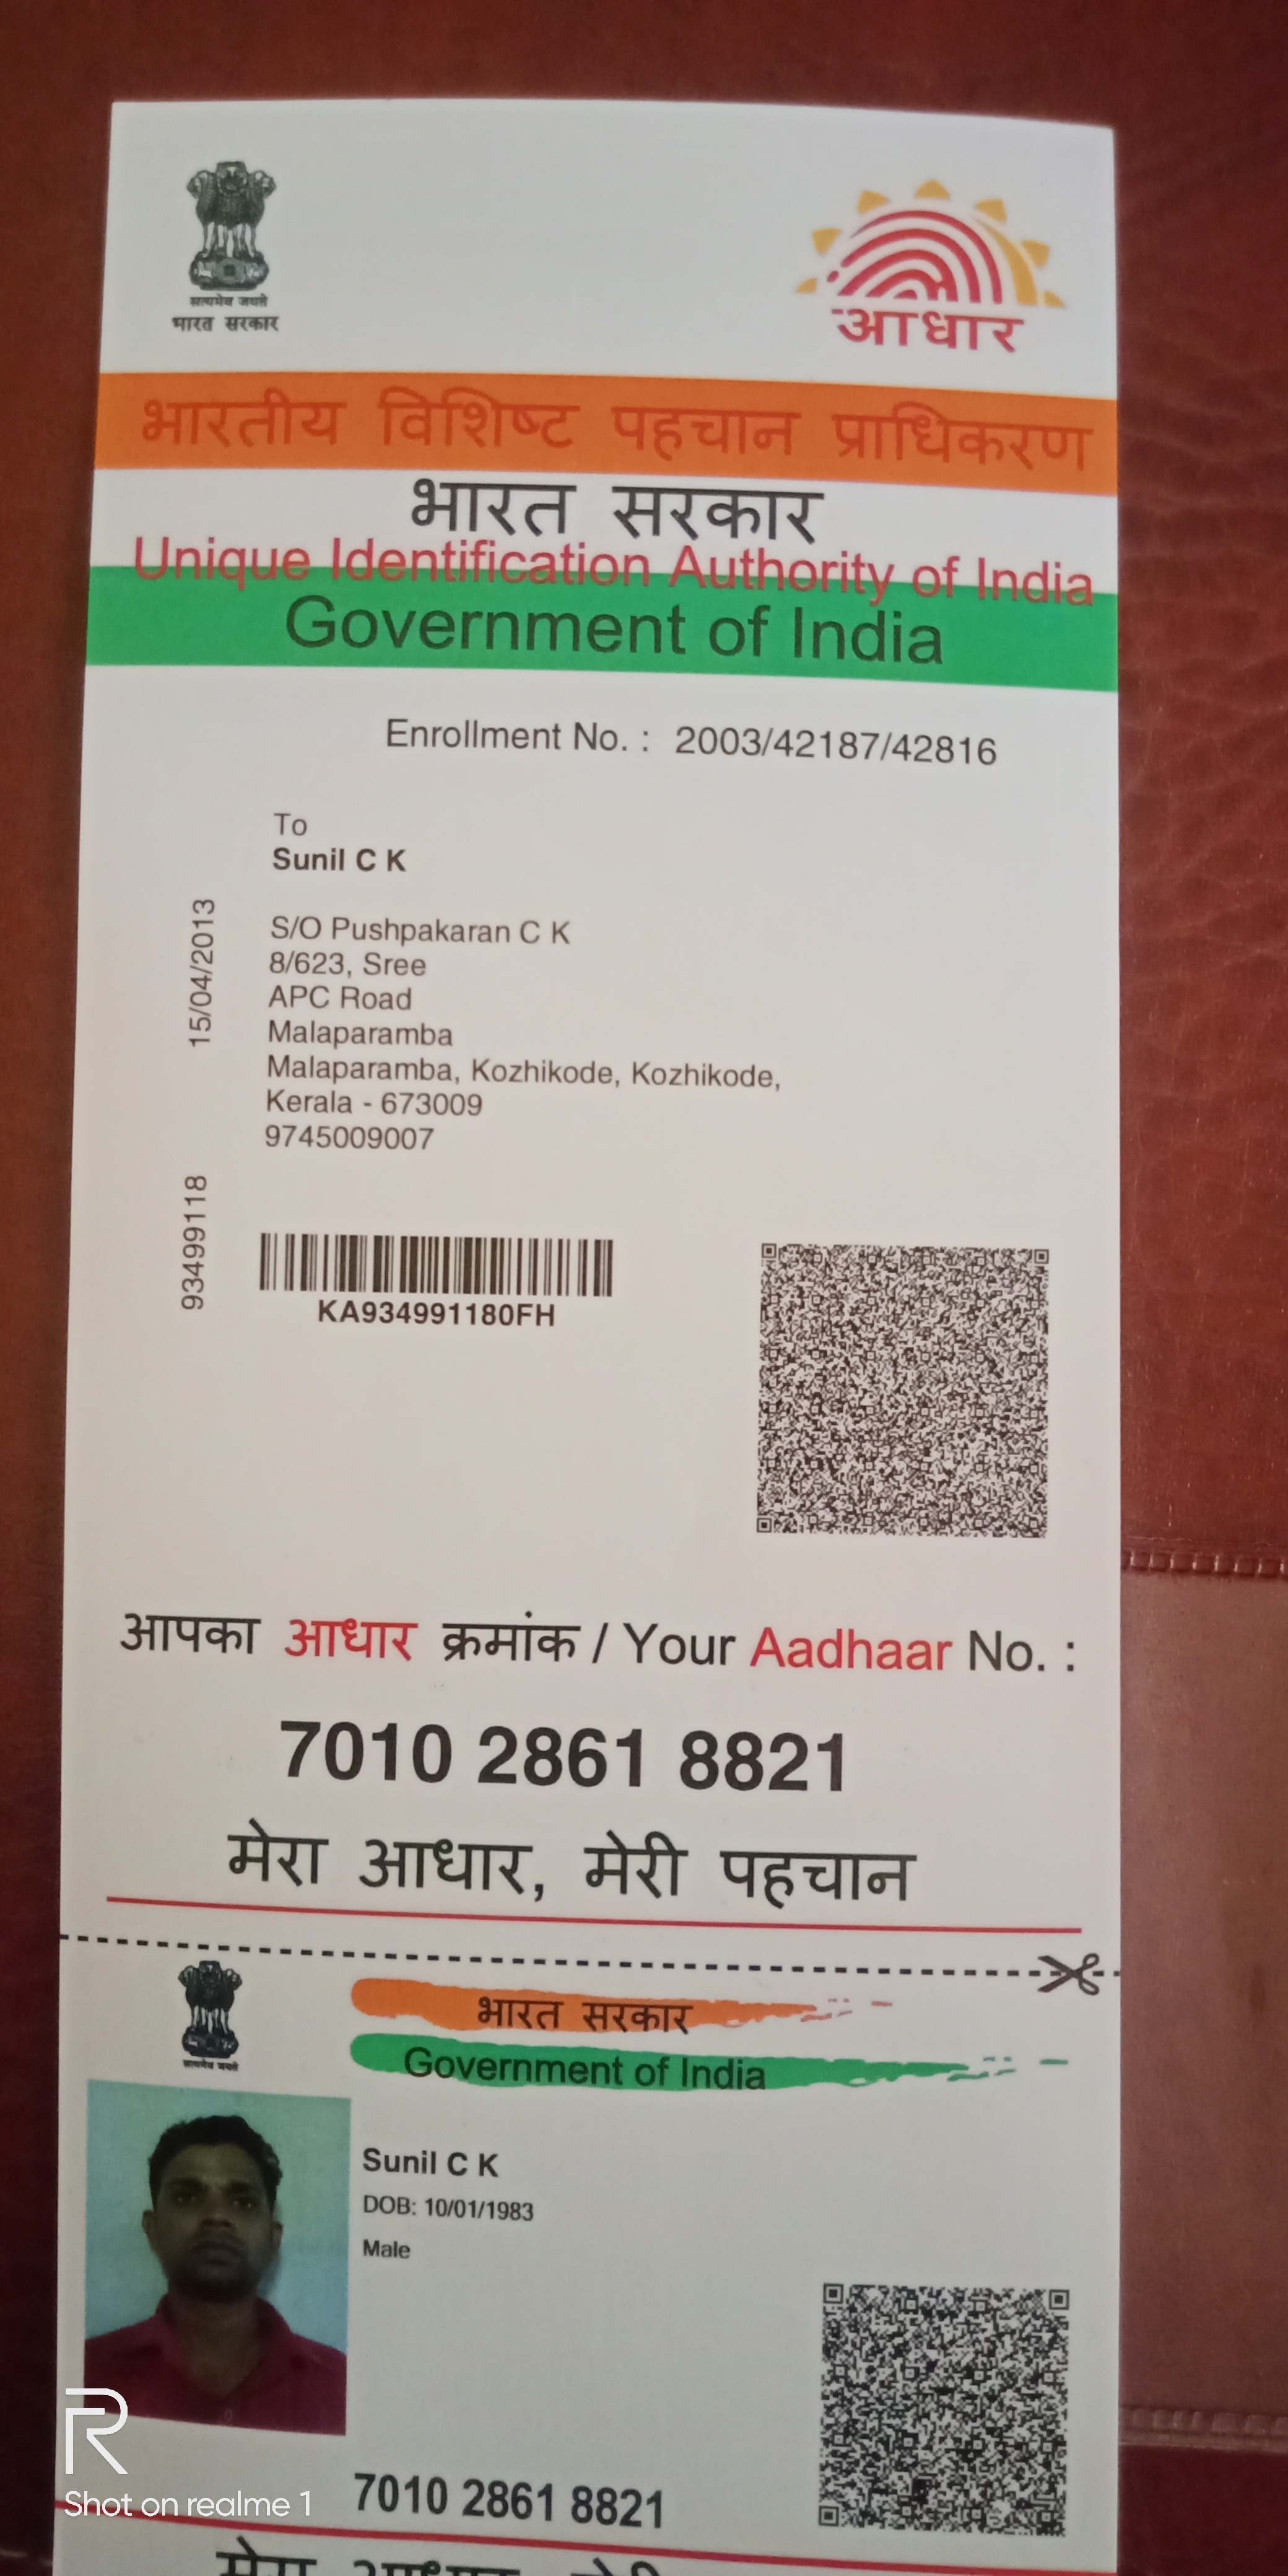 सत्यमेव जयते
भारत सरकार
आधार
भारतीय विशिष्ट पहचान प्राधिकरण
भारत सरकार
Unique Identification Authority of India
Government of India
Enrollment No. : 2003/42187/42816
To
Sunil C K
S/O Pushpakaran C K
8/623, Sree
APC Road
Malaparamba
Malaparamba, Kozhikode, Kozhikode,
Kerala - 673009
9745009007
15/04/2013
93499118
KA934991180FH
आपका आधार क्रमांक / Your Aadhaar No. :
7010 2861 8821
मेरा आधार, मेरी पहचान
सत्यमेव जयते
भारत सरकार
Government of India
Sunil C K
DOB: 10/01/1983
Male
7010 2861 8821
Shot on realme 1